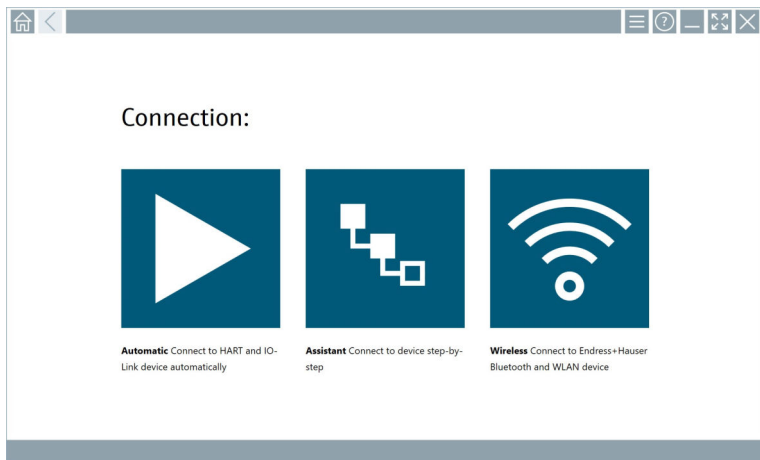 Connection:
Automatic Connect to HART and IO-
Link device automatically
Assistant Connect to device step-by-
step
Wireless Connect to Endress+Hauser
Bluetooth and WLAN device